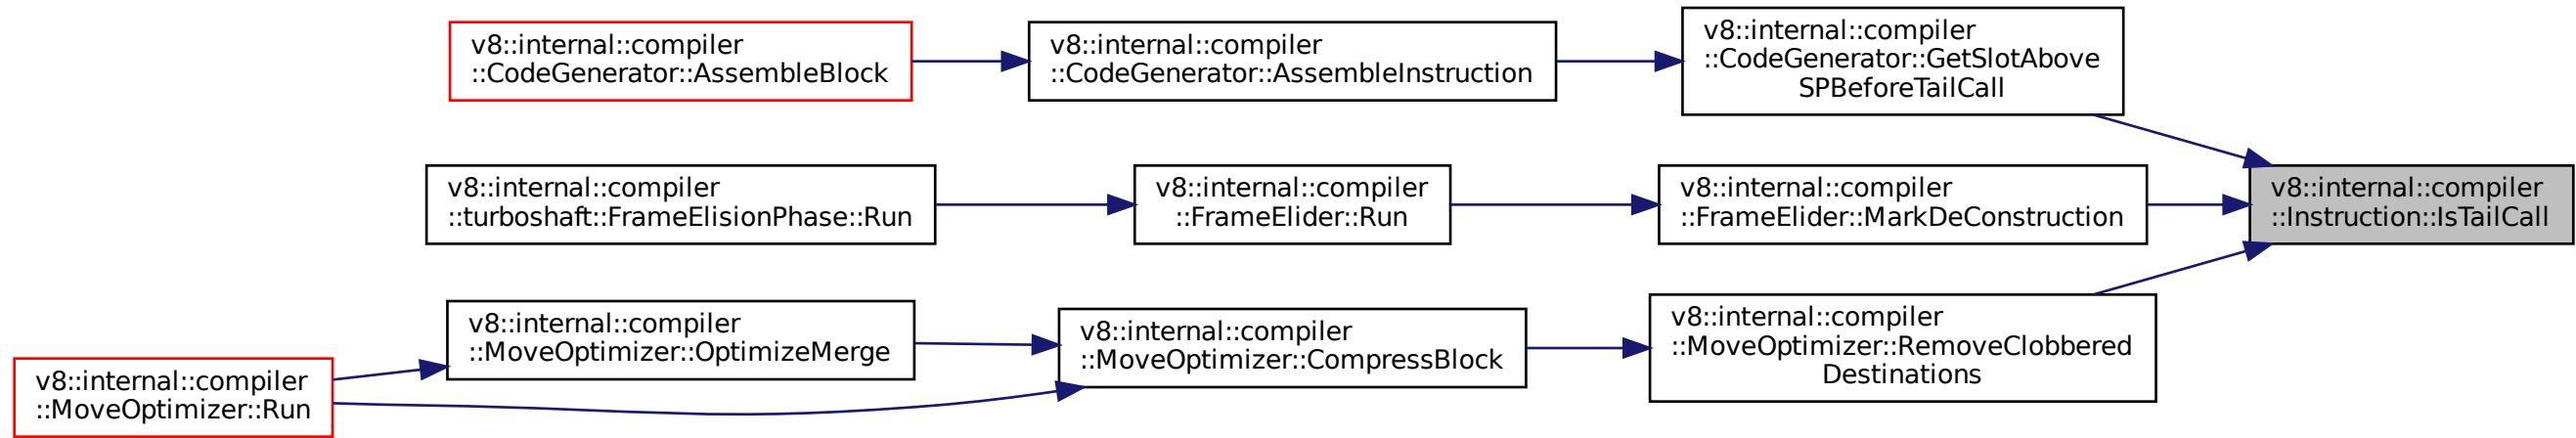 v8::internal::compiler
::CodeGenerator::AssembleBlock
v8::internal::compiler
::CodeGenerator::AssembleInstruction
v8::internal::compiler
::CodeGenerator::GetSlotAbove
SPBeforeTailCall
v8::internal::compiler
::turboshaft::FrameElisionPhase::Run
v8::internal::compiler
::FrameElider::Run
v8::internal::compiler
::FrameElider::MarkDeConstruction
v8::internal::compiler
::Instruction::IsTailCall
v8::internal::compiler
::MoveOptimizer::Run
v8::internal::compiler
::MoveOptimizer::OptimizeMerge
v8::internal::compiler
::MoveOptimizer::CompressBlock
v8::internal::compiler
::MoveOptimizer::RemoveClobbered
Destinations